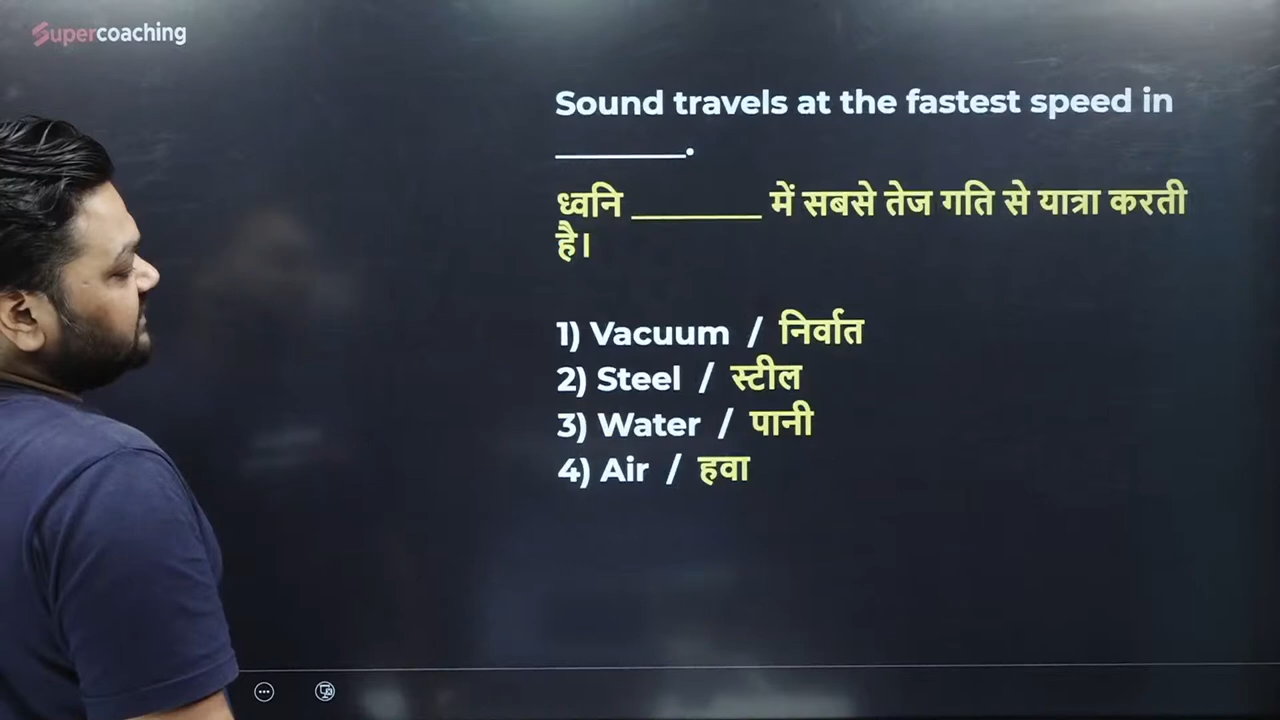 Supercoaching
Sound travels at the fastest speed in
________.
ध्वनि ________ में सबसे तेज गति से यात्रा करती
है।
1) Vacuum / निर्वात
2) Steel / स्टील
3) Water / पानी
4) Air / हवा